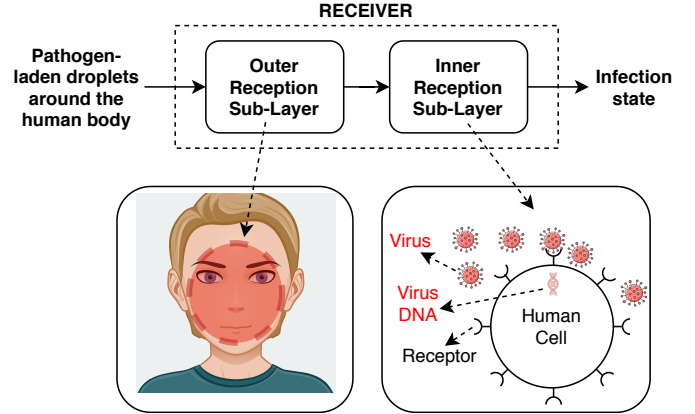 RECEIVER
Pathogen-
laden droplets
around the
human body
Outer
Reception
Sub-Layer
Inner
Reception
Sub-Layer
Infection
state
Virus
Virus
DNA
Receptor
Human
Cell